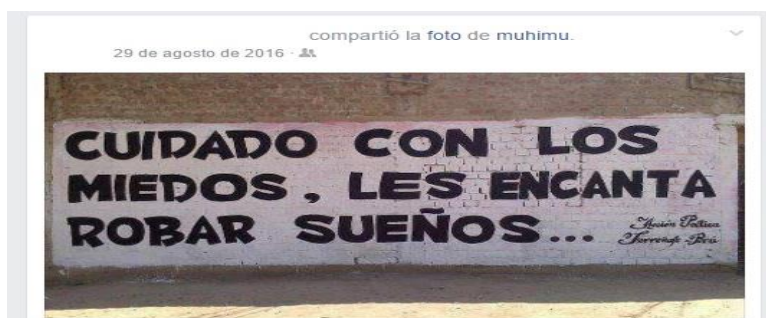 compartió la foto de muhimu.
29 de agosto de 2016 ·
CUIDADO CON LOS
MIEDOS, LES ENCANTA
ROBAR SUEÑOS...
Acción Poética
Ferreñafe - Perú